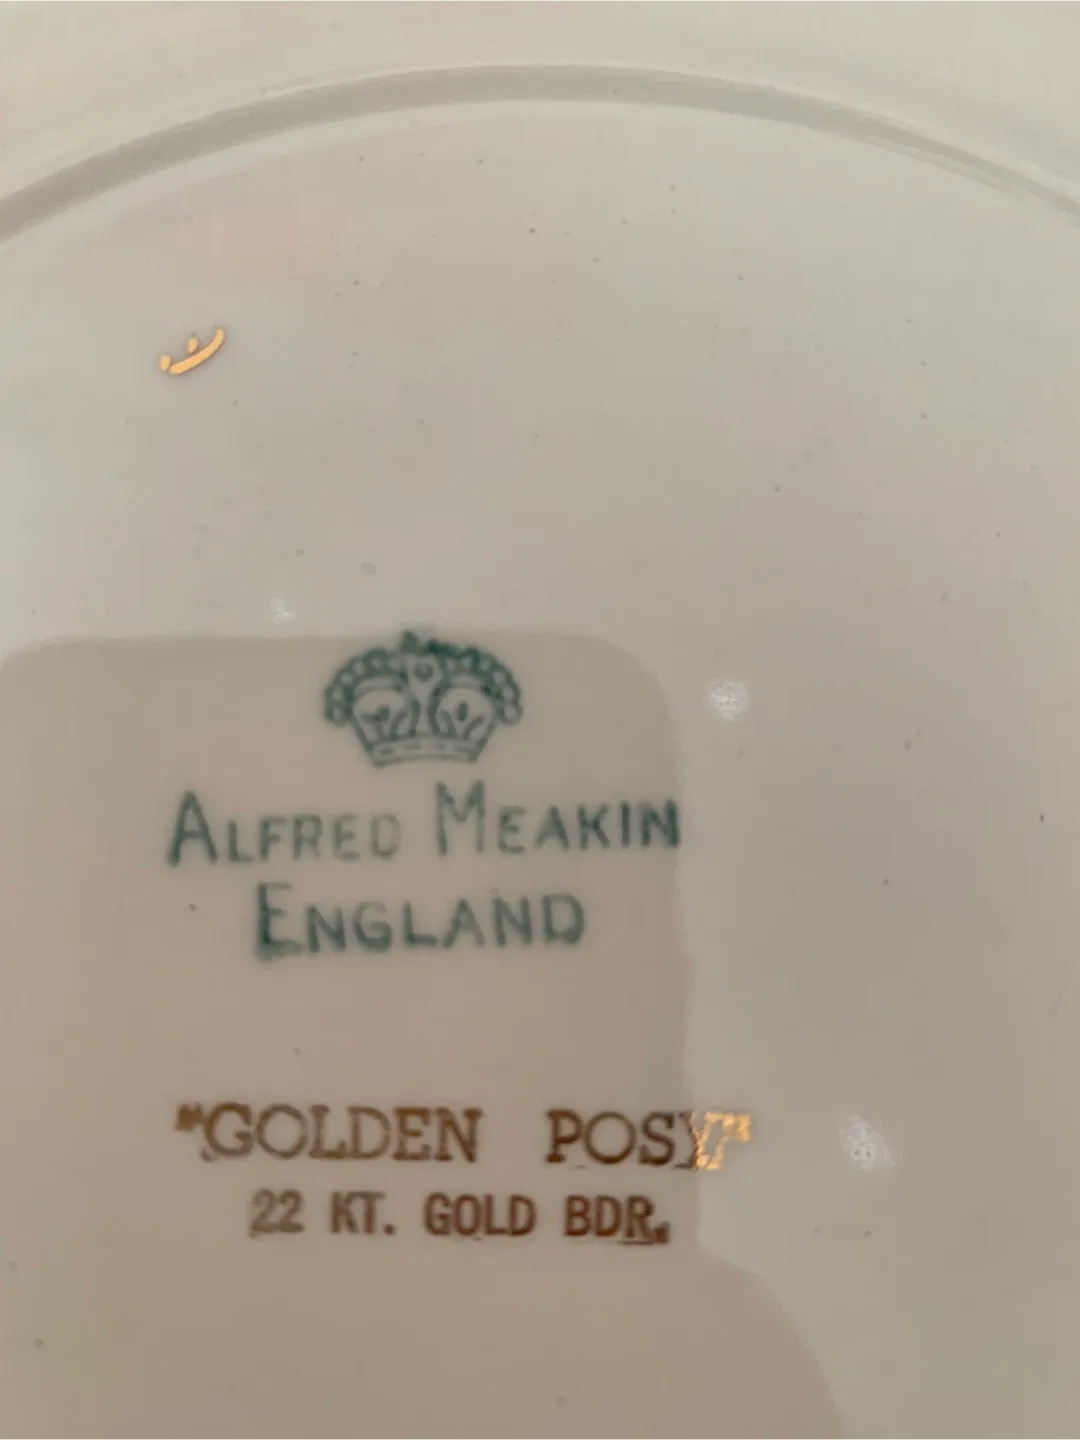 ALFRED MEAKIN
ENGLAND
"GOLDEN POSY"
22 KT. GOLD BDR.